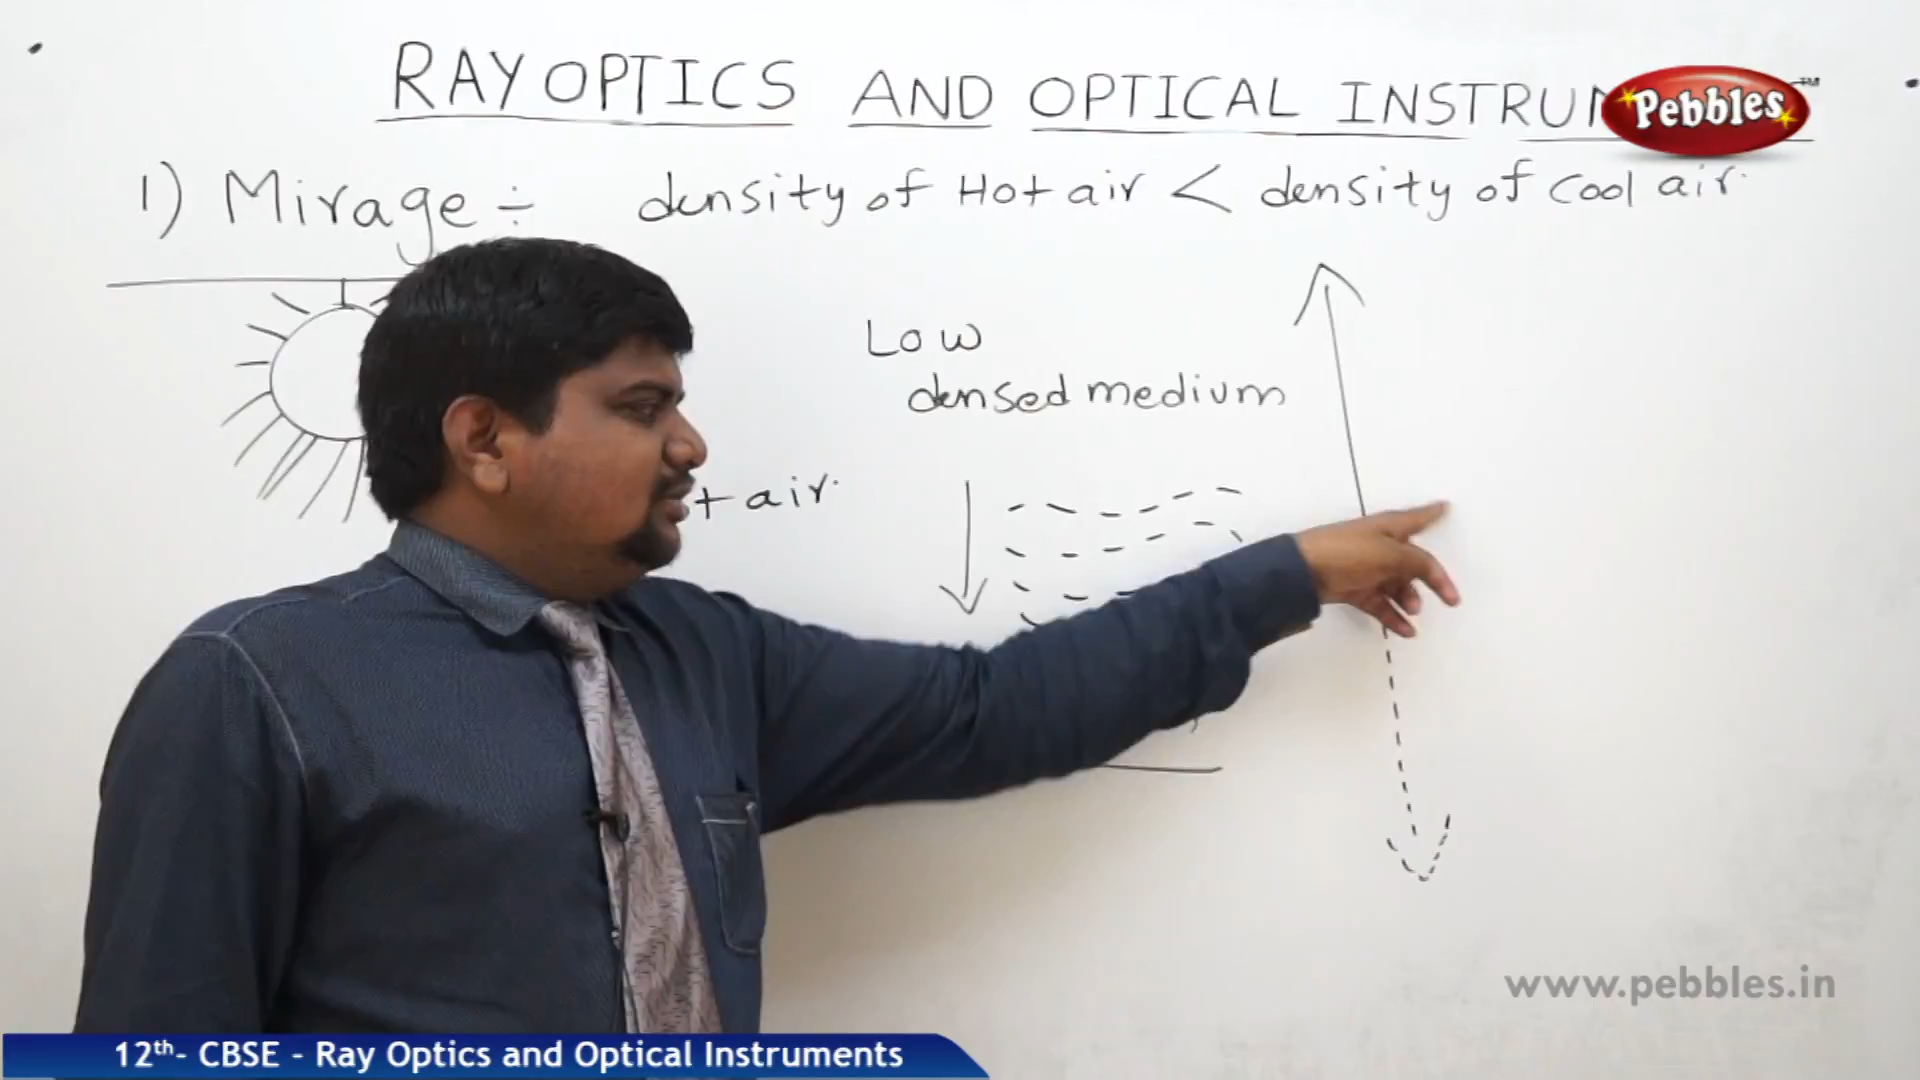 RAY OPTICS AND OPTICAL INSTRUM
Pebbles™
1) Mirage ÷ density of Hot air < density of cool air.
Low
densed medium
t air.
www.pebbles.in
12th- CBSE - Ray Optics and Optical Instruments